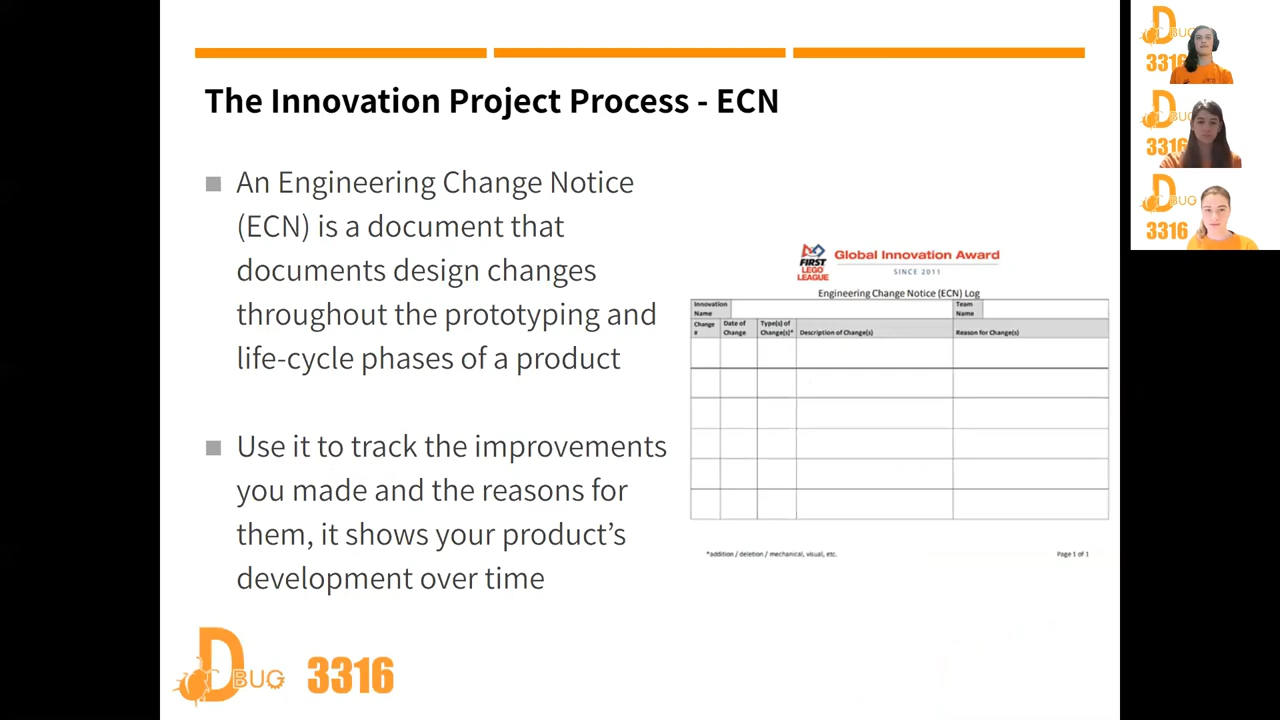 The Innovation Project Process - ECN
An Engineering Change Notice
(ECN) is a document that
documents design changes
throughout the prototyping and
life-cycle phases of a product
Use it to track the improvements
you made and the reasons for
them, it shows your product’s
development over time
FIRST
LEGO
LEAGUE
Global Innovation Award
SINCE 2011
Engineering Change Notice (ECN) Log
Innovation
Name
Team
Name
Change
#
Date of
Change
Type(s) of
Change(s)*
Description of Change(s)
Reason for Change(s)
*addition / deletion / mechanical, visual, etc.
Page 1 of 1
D BUG 3316
D BUG
3316
D BUG
3316
D BUG
3316